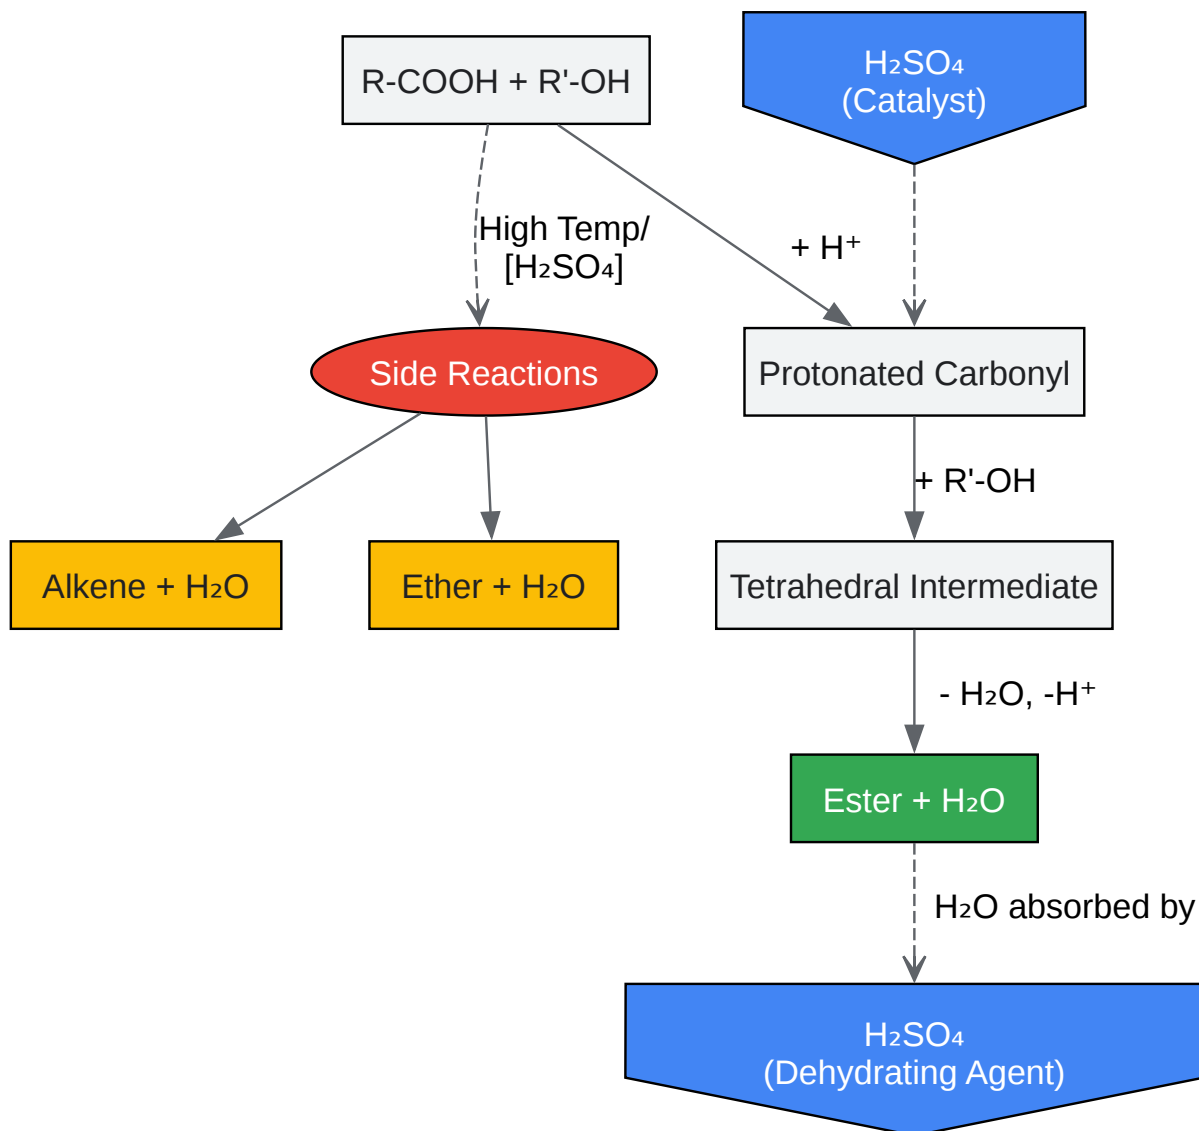 R-COOH + R'-OH
H₂SO₄
(Catalyst)
High Temp/
[H₂SO₄]
+ H⁺
Side Reactions
Protonated Carbonyl
+ R'-OH
Alkene + H₂O
Ether + H₂O
Tetrahedral Intermediate
- H₂O, -H⁺
Ester + H₂O
H₂O absorbed by
H₂SO₄
(Dehydrating Agent)